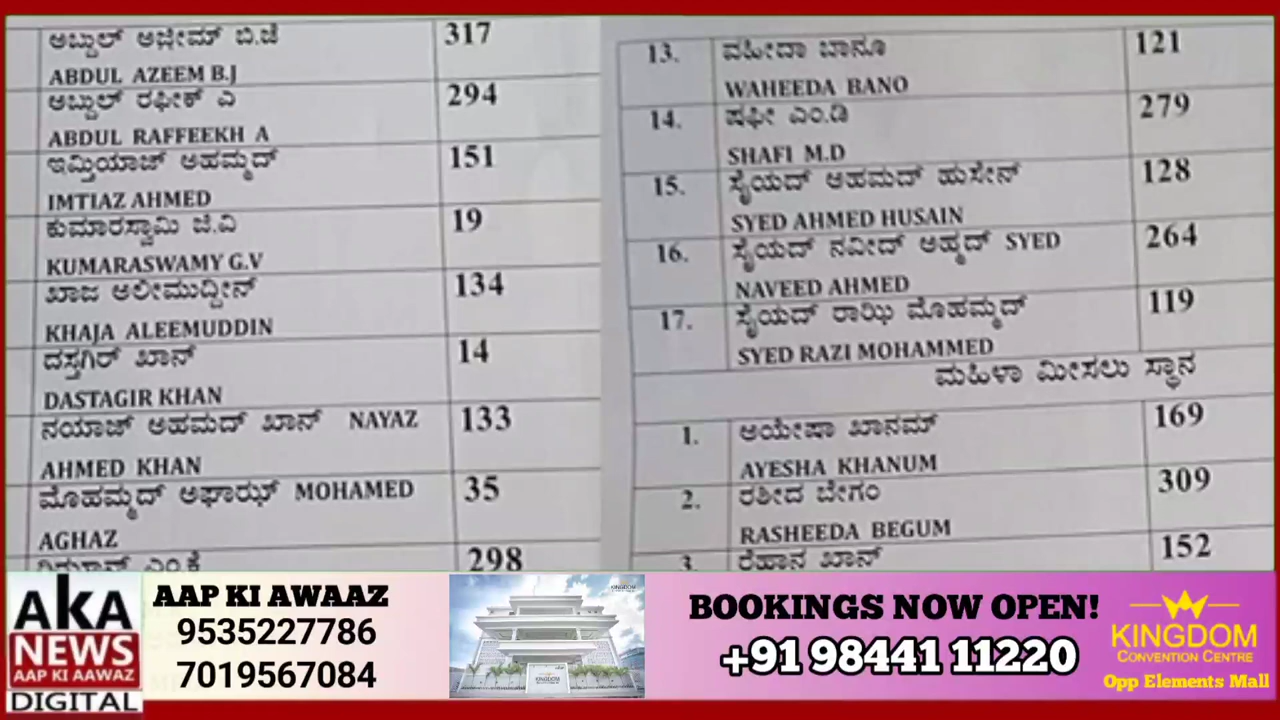 ಅಬ್ದುಲ್ ಅಜೀಮ್ ಬಿ.ಜೆ 317
ABDUL AZEEM B.J
ಅಬ್ದುಲ್ ರಫೀಕ್ ಎ 294
ABDUL RAFFEEKH A
ಇಮ್ತಿಯಾಜ್ ಅಹಮ್ಮದ್ 151
IMTIAZ AHMED
ಕುಮಾರಸ್ವಾಮಿ ಜಿ.ವಿ 19
KUMARASWAMY G.V
ಖಾಜ ಅಲೀಮುದ್ದೀನ್ 134
KHAJA ALEEMUDDIN
ದಸ್ತಗಿರ್ ಖಾನ್ 14
DASTAGIR KHAN
ನಯಾಜ್ ಅಹಮದ್ ಖಾನ್ NAYAZ 133
AHMED KHAN
ಮೊಹಮ್ಮದ್ ಅಘಾಝ್ MOHAMED 35
AGHAZ
ಎಂ.ಕೆ 298
13. ವಹೀದಾ ಬಾನೂ 121
WAHEEDA BANO
14. ಷಫೀ ಎಂ.ಡಿ 279
SHAFI M.D
15. ಸೈಯದ್ ಅಹಮದ್ ಹುಸೇನ್ 128
SYED AHMED HUSAIN
16. ಸೈಯದ್ ನವೀದ್ ಅಹ್ಮದ್ SYED 264
NAVEED AHMED
17. ಸೈಯದ್ ರಾಝಿ ಮೊಹಮ್ಮದ್ 119
SYED RAZI MOHAMMED
ಮಹಿಳಾ ಮೀಸಲು ಸ್ಥಾನ
1. ಆಯೇಷಾ ಖಾನಮ್ 169
AYESHA KHANUM
2. ರಶೀದ ಬೇಗಂ 309
RASHEEDA BEGUM
3 ರೆಹಾನ ಖಾನ್ 152
AKA
NEWS
AAP KI AAWAZ
DIGITAL
AAP KI AWAAZ
9535227786
7019567084
KINGDOM
BOOKINGS NOW OPEN!
+91 98441 11220
KINGDOM
CONVENTION CENTRE
Opp Elements Mall